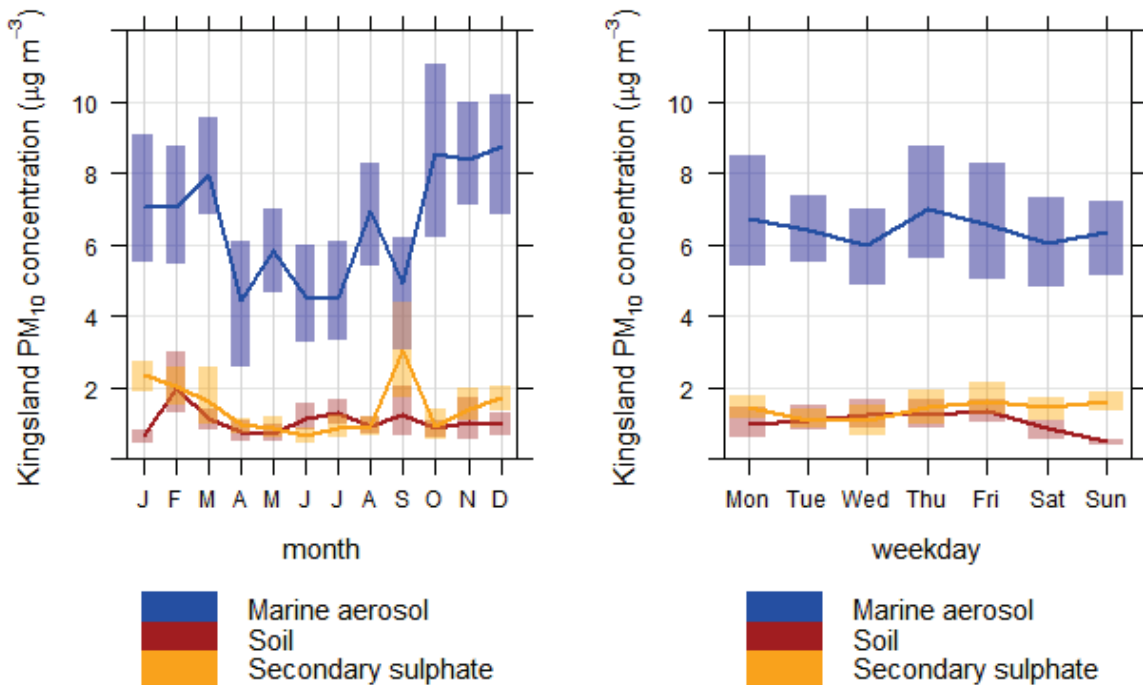 Kingsland PM₁₀ concentration (µg m⁻³)
10
8
6
4
2
J F M A M J J A S O N D
month
Marine aerosol
Soil
Secondary sulphate
Kingsland PM₁₀ concentration (µg m⁻³)
10
8
6
4
2
Mon Tue Wed Thu Fri Sat Sun
weekday
Marine aerosol
Soil
Secondary sulphate